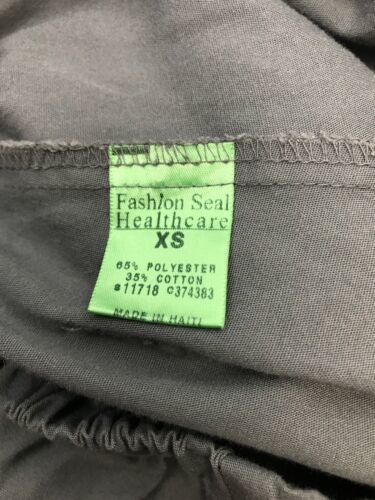 Fashion Seal
Healthcare
XS
65% POLYESTER
35% COTTON
s11718 c374383
MADE IN HAITI